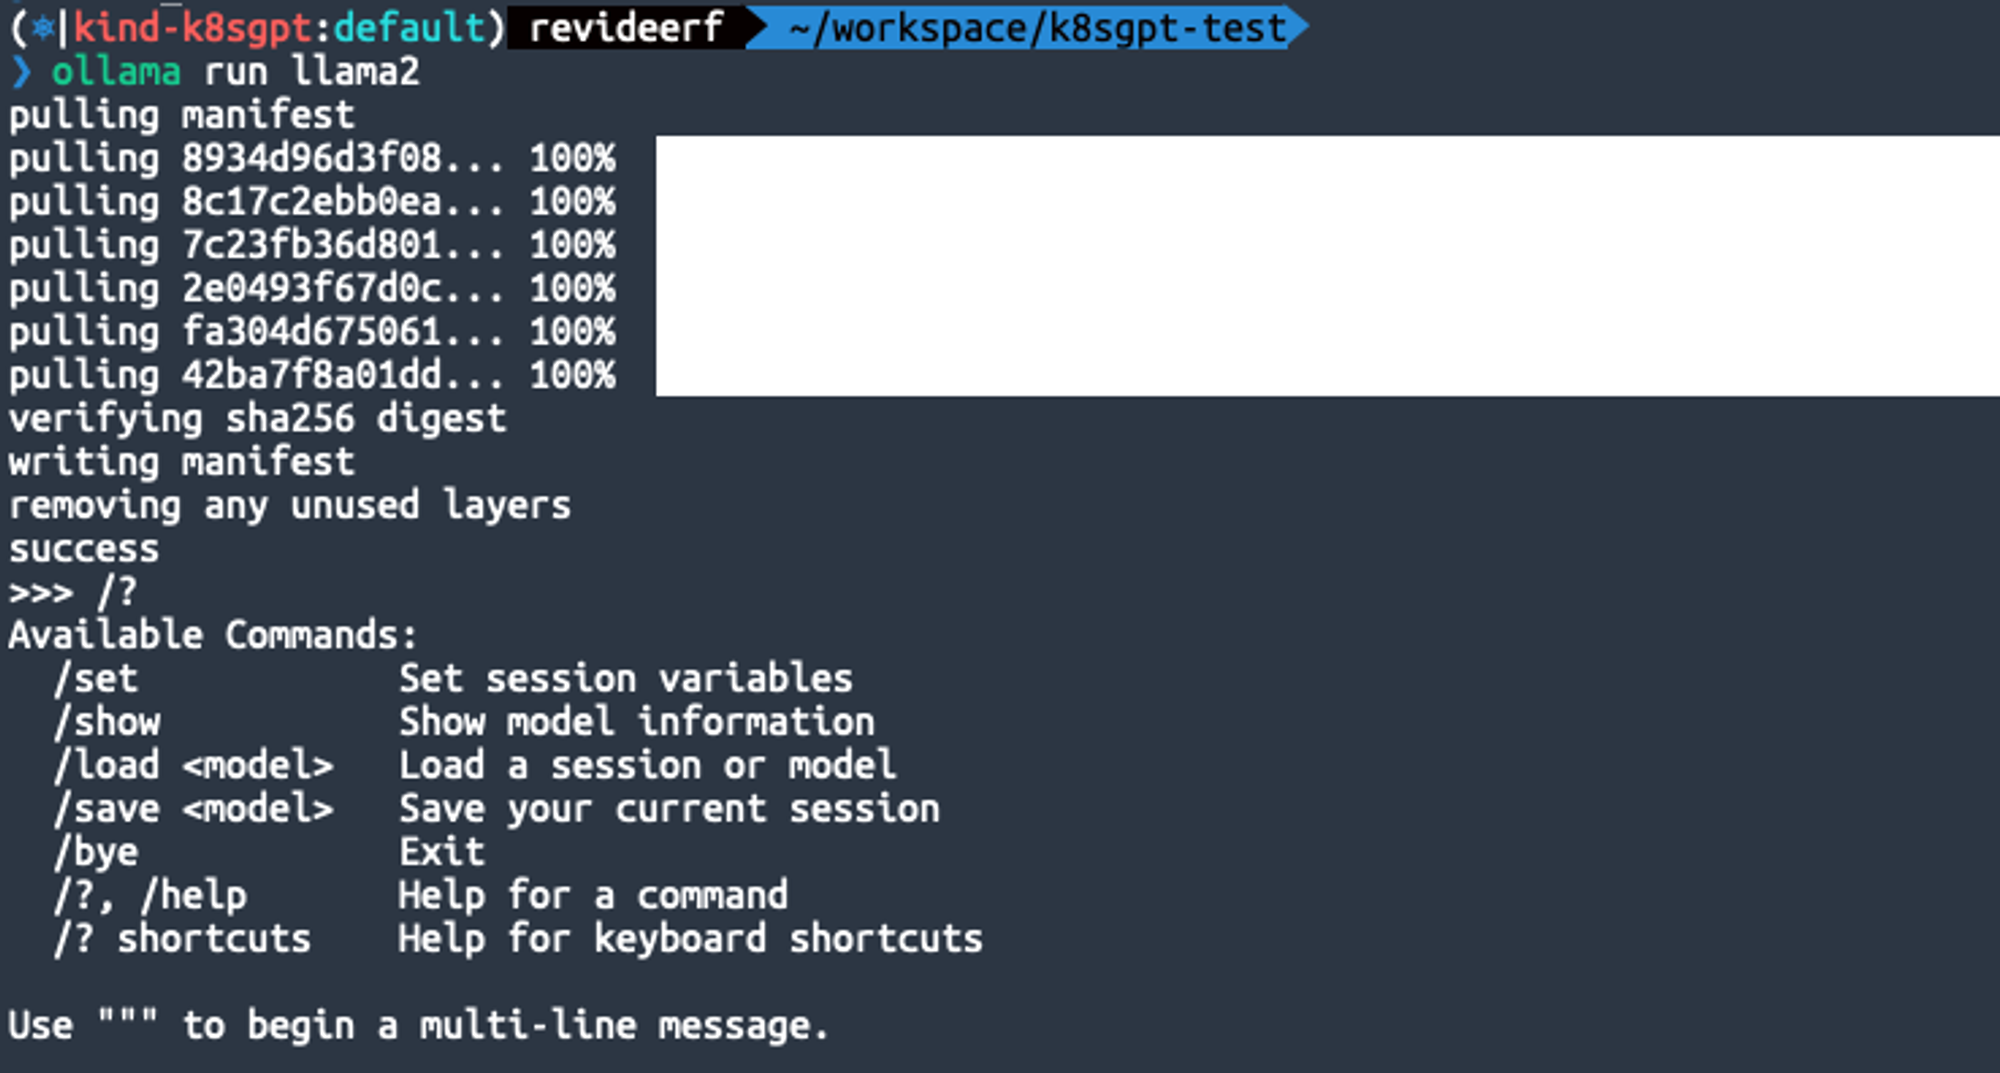 (⎈|kind-k8sgpt:default) revideerf ~/workspace/k8sgpt-test
❯ ollama run llama2
pulling manifest
pulling 8934d96d3f08... 100%
pulling 8c17c2ebb0ea... 100%
pulling 7c23fb36d801... 100%
pulling 2e0493f67d0c... 100%
pulling fa304d675061... 100%
pulling 42ba7f8a01dd... 100%
verifying sha256 digest
writing manifest
removing any unused layers
success
>>> /?
Available Commands:
  /set            Set session variables
  /show           Show model information
  /load <model>   Load a session or model
  /save <model>   Save your current session
  /bye            Exit
  /?, /help       Help for a command
  /? shortcuts    Help for keyboard shortcuts
Use """ to begin a multi-line message.